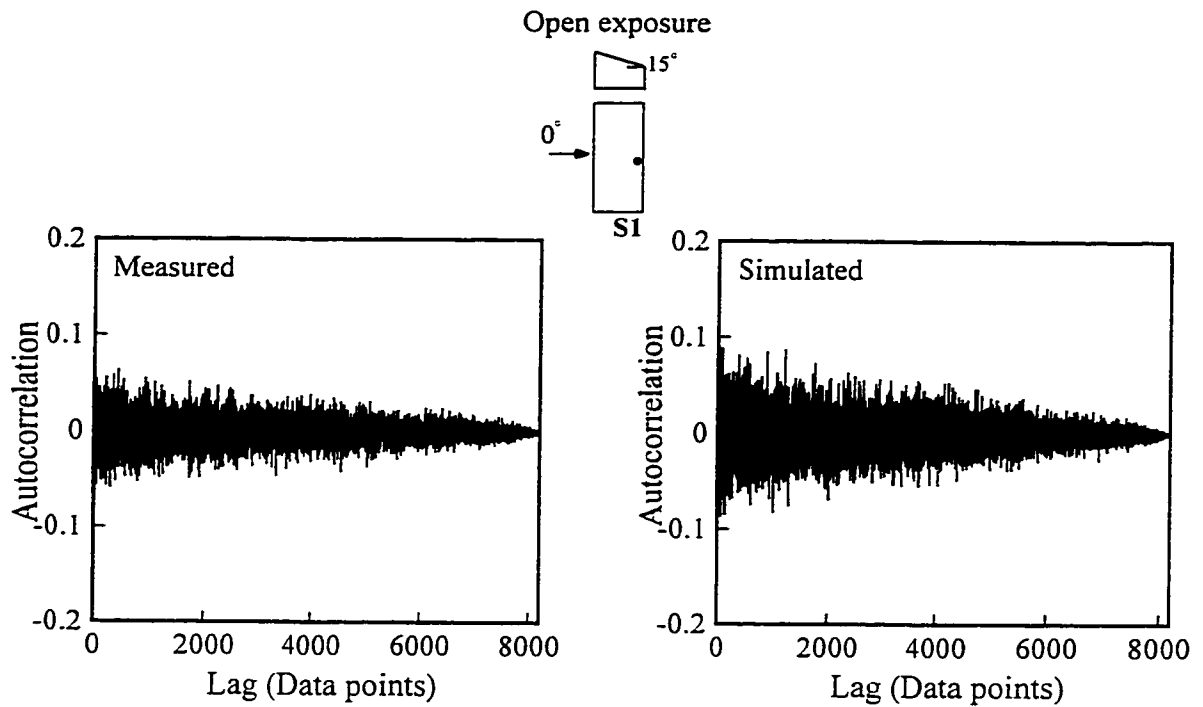 Open exposure
15°
0°
S1
0.2
Measured
0.1
0
-0.1
-0.2
Autocorrelation
0 2000 4000 6000 8000
Lag (Data points)
0.2
Simulated
0.1
0
-0.1
-0.2
Autocorrelation
0 2000 4000 6000 8000
Lag (Data points)